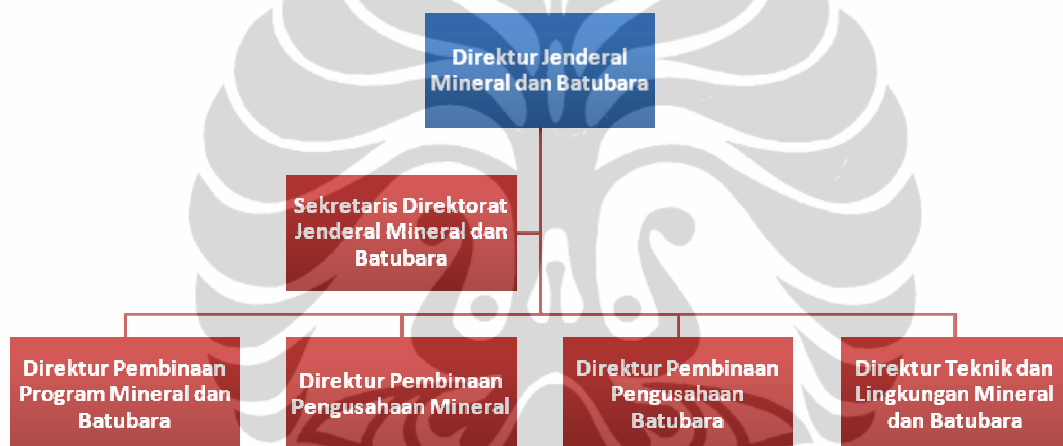 Direktur Jenderal
Mineral dan Batubara
Sekretaris Direktorat
Jenderal Mineral dan
Batubara
Direktur Pembinaan
Program Mineral dan
Batubara
Direktur Pembinaan
Pengusahaan Mineral
Direktur Pembinaan
Pengusahaan
Batubara
Direktur Teknik dan
Lingkungan Mineral
dan Batubara